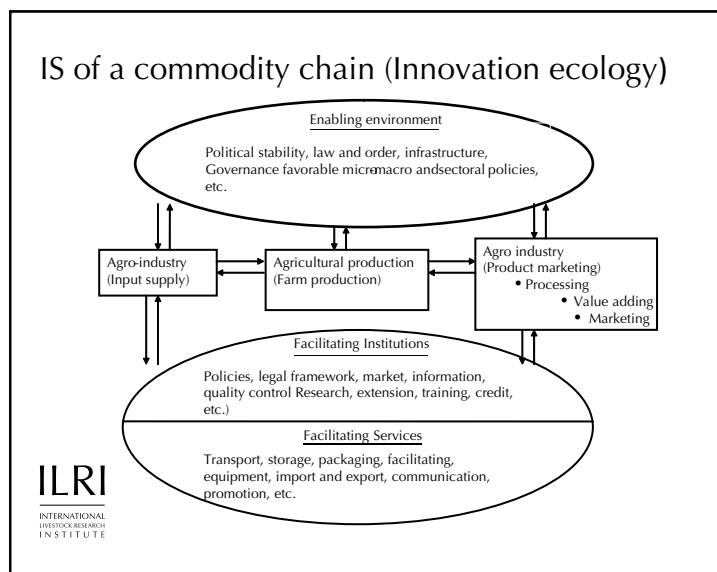 IS of a commodity chain (Innovation ecology)
Enabling environment
Political stability, law and order, infrastructure,
Governance favorable micro-macro andsectoral policies,
etc.
Agro-industry
(Input supply)
Agricultural production
(Farm production)
Agro industry
(Product marketing)
• Processing
• Value adding
• Marketing
Facilitating Institutions
Policies, legal framework, market, information,
quality control Research, extension, training, credit,
etc.)
Facilitating Services
Transport, storage, packaging, facilitating,
equipment, import and export, communication,
promotion, etc.
ILRI
INTERNATIONAL
LIVESTOCK RESEARCH
INSTITUTE